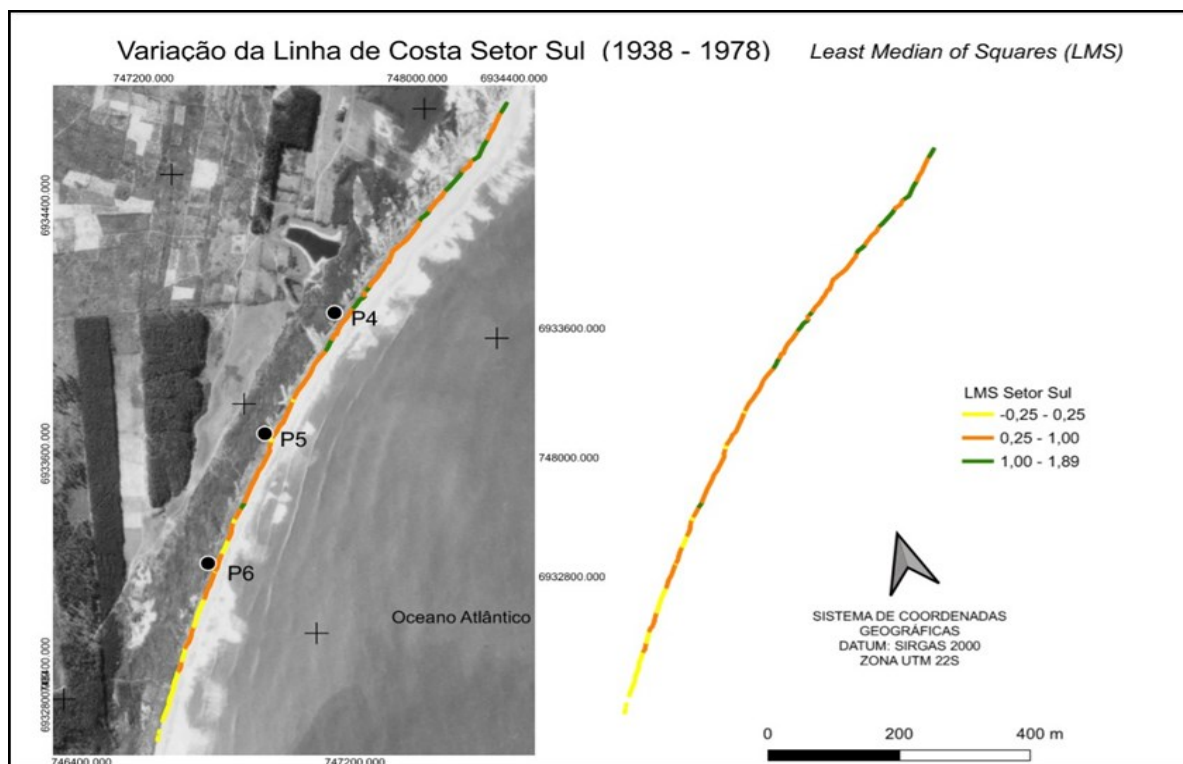 Variação da Linha de Costa Setor Sul (1938 - 1978)
Least Median of Squares (LMS)
747200.000
748000.000
6934400.000
6934400.000
P4
6933600.000
P5
6933600.000
748000.000
P6
6932800.000
Oceano Atlântico
6932800.000
746400.000
747200.000
LMS Setor Sul
-0,25 - 0,25
0,25 - 1,00
1,00 - 1,89
SISTEMA DE COORDENADAS
GEOGRÁFICAS
DATUM: SIRGAS 2000
ZONA UTM 22S
0
200
400 m